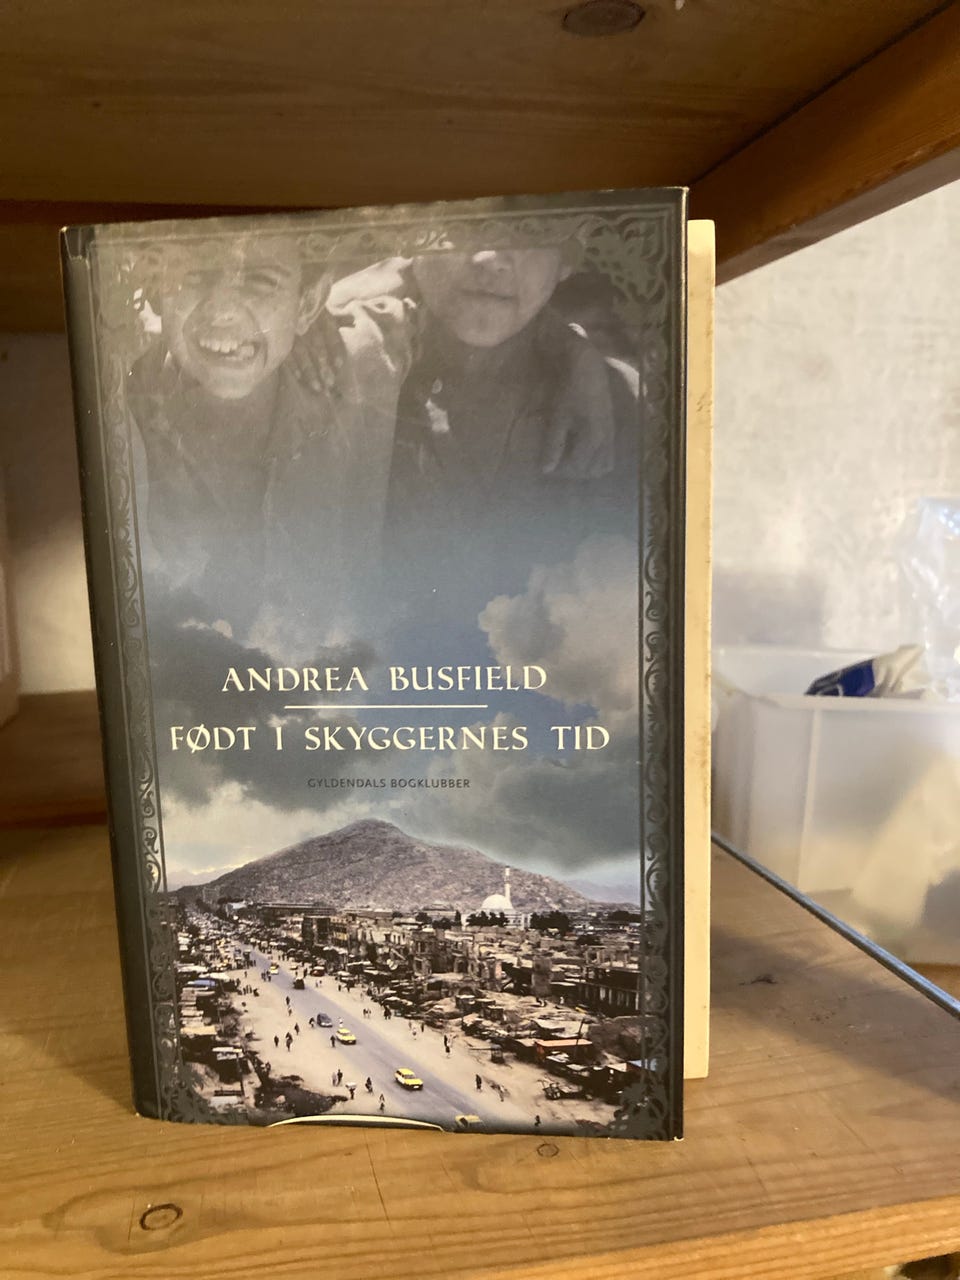 ANDREA BUSFIELD
FØDT I SKYGGERNES TID
GYLDENDALS BOGKLUBBER